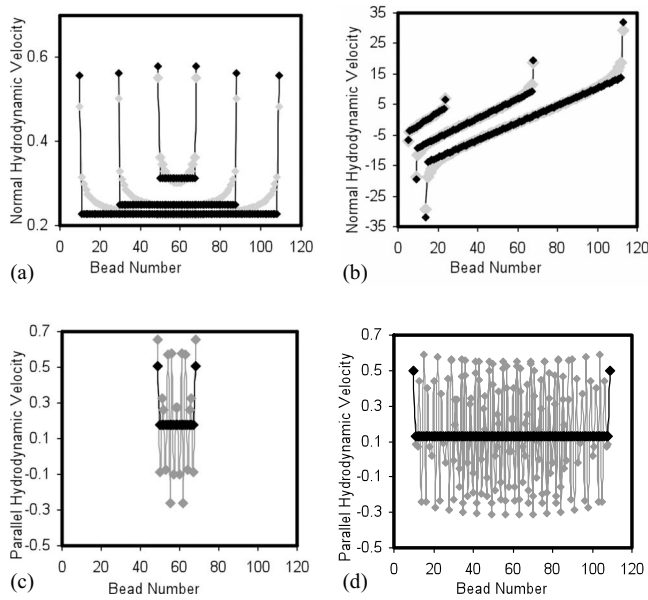 0.6
0.4
0.2
0 20 40 60 80 100 120
Normal Hydrodynamic Velocity
Bead Number
(a)
35
25
15
5
-5
-15
-25
-35
0 20 40 60 80 100 120
Normal Hydrodynamic Velocity
Bead Number
(b)
0.7
0.5
0.3
0.1
-0.1
-0.3
-0.5
0 20 40 60 80 100 120
Parallel Hydrodynamic Velocity
Bead Number
(c)
0.7
0.5
0.3
0.1
-0.1
-0.3
-0.5
0 20 40 60 80 100 120
Parallel Hydrodynamic Velocity
Bead Number
(d)